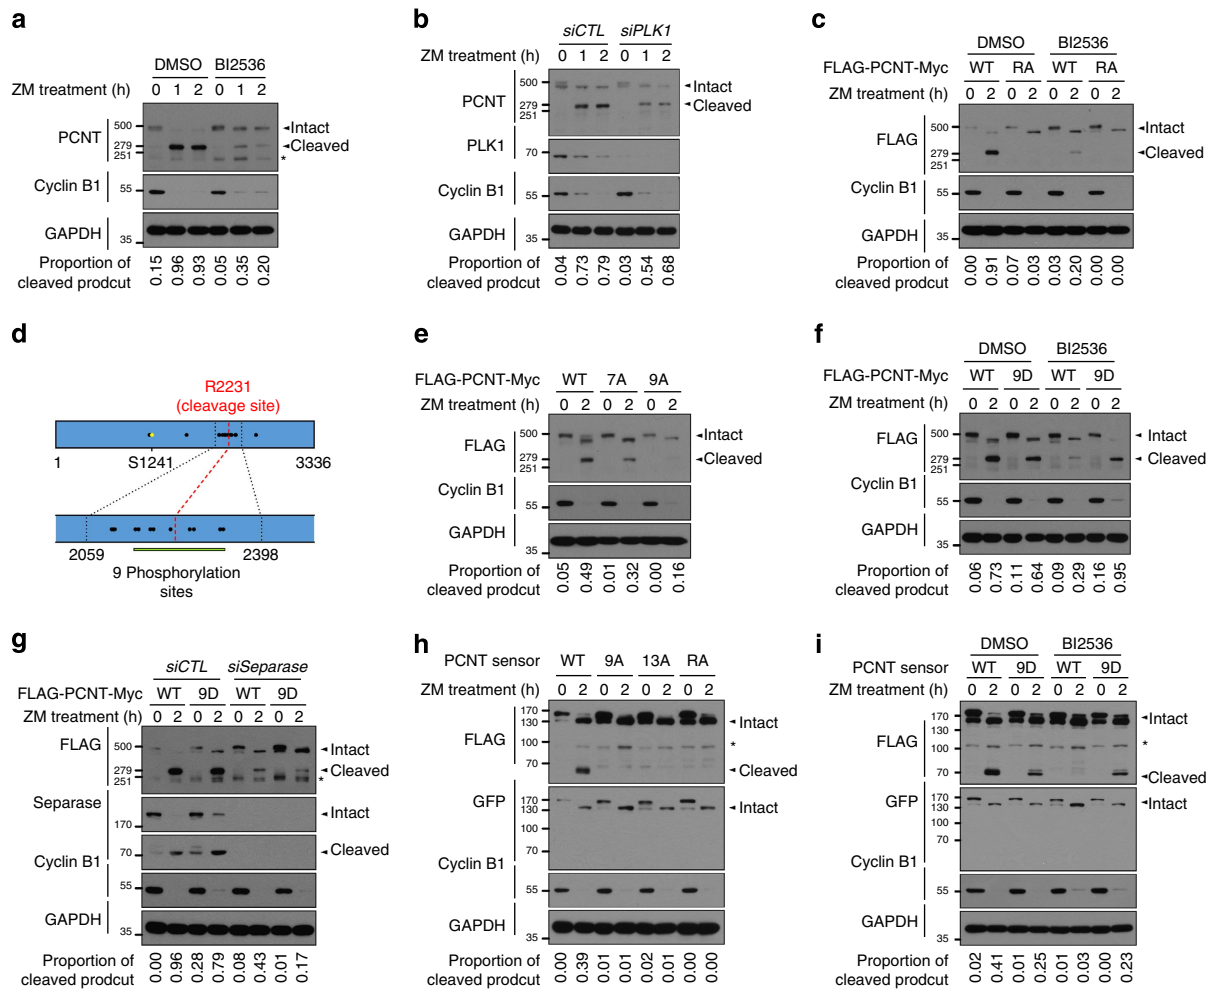 a
DMSO BI2536
ZM treatment (h) 0 1 2 0 1 2
PCNT 500 279 251 Intact Cleaved *
Cyclin B1 55
GAPDH 35
Proportion of cleaved prodcut 0.15 0.96 0.93 0.05 0.35 0.20
b
siCTL siPLK1
ZM treatment (h) 0 1 2 0 1 2
PCNT 500 279 251 Intact Cleaved
PLK1 70
Cyclin B1 55
GAPDH 35
Proportion of cleaved prodcut 0.04 0.73 0.79 0.03 0.54 0.68
c
DMSO BI2536
FLAG-PCNT-Myc WT RA WT RA
ZM treatment (h) 0 2 0 2 0 2 0 2
FLAG 500 279 251 Intact Cleaved
Cyclin B1 55
GAPDH 35
Proportion of cleaved prodcut 0.00 0.91 0.07 0.03 0.03 0.20 0.00 0.00
d
R2231
(cleavage site)
1 S1241 3336
2059 2398
9 Phosphorylation
sites
e
FLAG-PCNT-Myc WT 7A 9A
ZM treatment (h) 0 2 0 2 0 2
FLAG 500 279 251 Intact Cleaved
Cyclin B1 55
GAPDH 35
Proportion of cleaved prodcut 0.05 0.49 0.01 0.32 0.00 0.16
f
DMSO BI2536
FLAG-PCNT-Myc WT 9D WT 9D
ZM treatment (h) 0 2 0 2 0 2 0 2
FLAG 500 279 251 Intact Cleaved
Cyclin B1 55
GAPDH 35
Proportion of cleaved prodcut 0.06 0.73 0.11 0.64 0.09 0.29 0.16 0.95
g
siCTL siSeparase
FLAG-PCNT-Myc WT 9D WT 9D
ZM treatment (h) 0 2 0 2 0 2 0 2
FLAG 500 279 251 Intact Cleaved *
Separase 170 Intact
70 Cleaved
Cyclin B1 55
GAPDH 35
Proportion of cleaved prodcut 0.00 0.96 0.28 0.79 0.08 0.43 0.01 0.17
h
PCNT sensor WT 9A 13A RA
ZM treatment (h) 0 2 0 2 0 2 0 2
FLAG 170 130 100 70 Intact * Cleaved
GFP 170 130 100 70 Intact
Cyclin B1 55
GAPDH 35
Proportion of cleaved prodcut 0.00 0.39 0.01 0.01 0.02 0.01 0.00 0.00
i
DMSO BI2536
PCNT sensor WT 9D WT 9D
ZM treatment (h) 0 2 0 2 0 2 0 2
FLAG 170 130 100 70 Intact * Cleaved
GFP 170 130 100 70 Intact
Cyclin B1 55
GAPDH 35
Proportion of cleaved prodcut 0.02 0.41 0.01 0.25 0.01 0.03 0.00 0.23